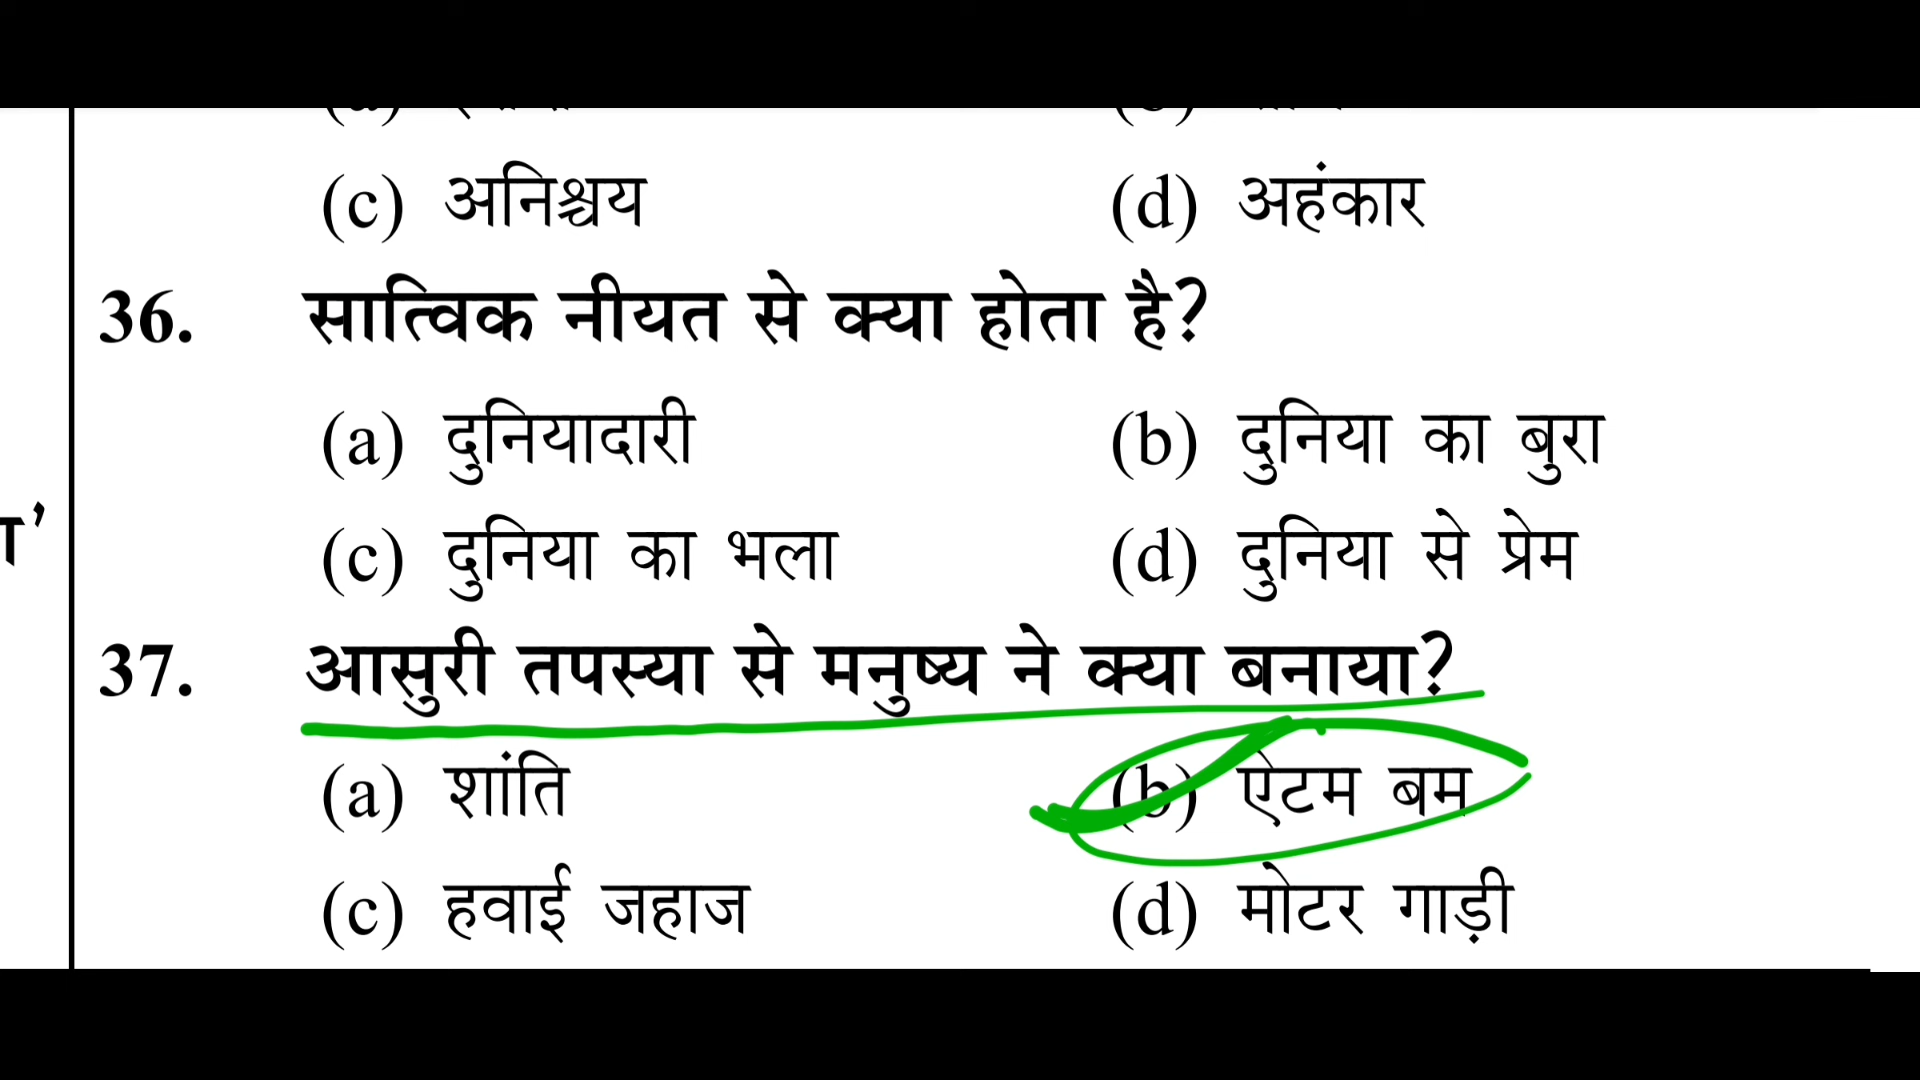 (c) अनिश्चय (d) अहंकार
36. सात्विक नीयत से क्या होता है?
(a) दुनियादारी (b) दुनिया का बुरा
(c) दुनिया का भला (d) दुनिया से प्रेम
37. आसुरी तपस्या से मनुष्य ने क्या बनाया?
(a) शांति (b) ऐटम बम
(c) हवाई जहाज (d) मोटर गाड़ी